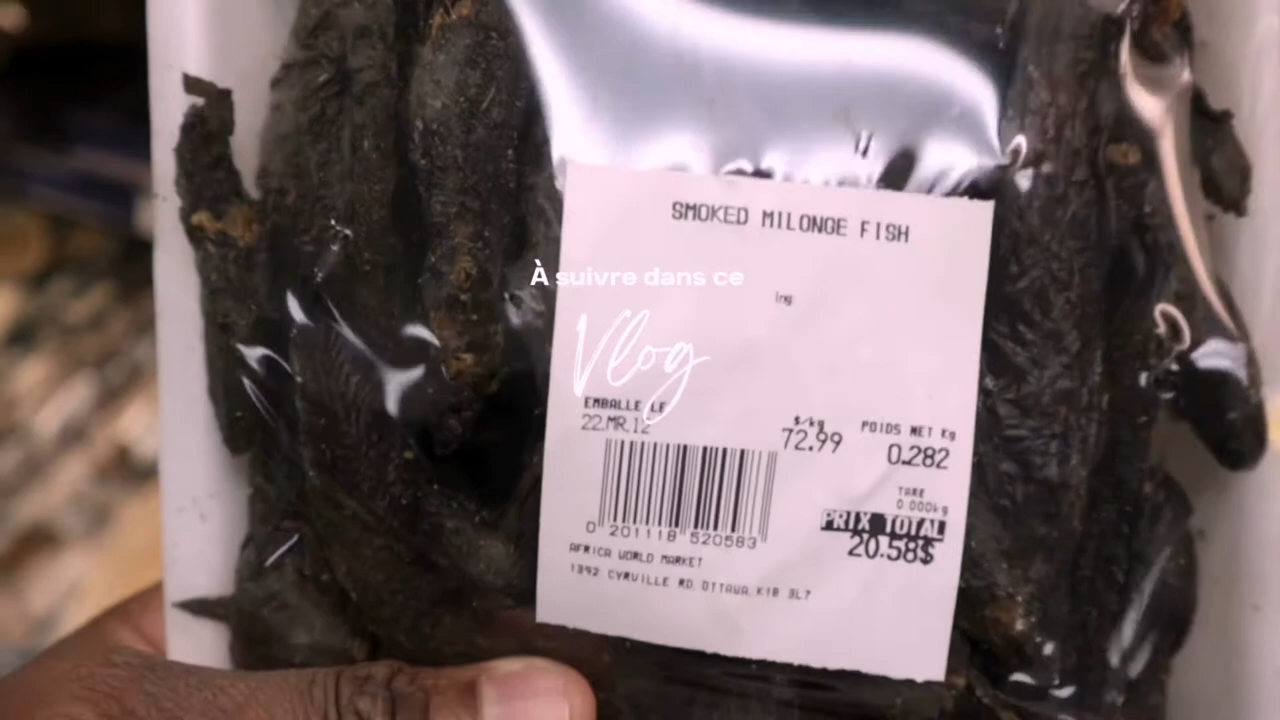 SMOKED MILONGE FISH
À suivre dans ce
Ing
Vlog
EMBALLE LE
22.MR.12
$/kg
72.99
POIDS NET Kg
0.282
TARE
0.000kg
PRIX TOTAL
20.58$
0 201118 520583
AFRICA WORLD MARKET
1392 CYRVILLE RD. OTTAWA. K1B 3L7